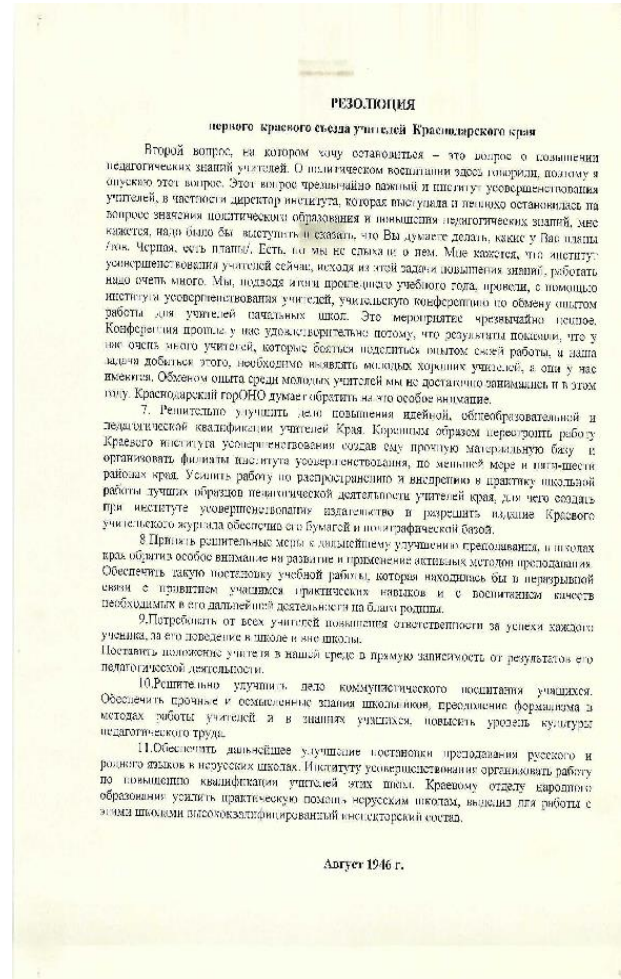 РЕЗОЛЮЦИЯ
первого краевого съезда учителей Краснодарского края
Второй вопрос, на котором хочу остановиться – это вопрос о повышении
педагогических знаний учителей. О политическом воспитании здесь говорили, поэтому я
опускаю этот вопрос. Этот вопрос чрезвычайно важный и институт усовершенствования
учителей, в частности директор института, которая выступала и неплохо остановилась на
вопросе значения политического образования и повышения педагогических знаний, мне
кажется, надо было бы выступить и сказать, что Вы думаете делать, какие у Вас планы
/тов. Черная, есть планы/. Есть, но мы не слыхали о нем. Мне кажется, что институт
усовершенствования учителей сейчас, исходя из этой задачи повышения знаний, работать
надо очень много. Мы, подводя итоги прошедшего учебного года, провели, с помощью
института усовершенствования учителей, учительскую конференцию по обмену опытом
работы для учителей начальных школ. Это мероприятие чрезвычайно ценное.
Конференция прошла у нас удовлетворительно потому, что результаты показали, что у
нас очень много учителей, которые бояться поделиться опытом своей работы, а наша
задача добиться этого, необходимо выявлять молодых хороших учителей, а они у нас
имеются. Обменом опыта среди молодых учителей мы не достаточно занимались и в этом
году. Краснодарский горОНО думает обратить на это особое внимание.
7. Решительно улучшить дело повышения идейной, общеобразовательной и
педагогической квалификации учителей Края. Коренным образом перестроить работу
Краевого института усовершенствования создав ему прочную материальную базу и
организовать филиалы института усовершенствования, по меньшей мере в пяти-шести
районах края. Усилить работу по распространению и внедрению в практику школьной
работы лучших образцов педагогической деятельности учителей края, для чего создать
при институте усовершенствования издательство и разрешить издание Краевого
учительского журнала обеспечив его бумагой и полиграфической базой.
8.Принять решительные меры к дальнейшему улучшению преподавания, в школах
края обратив особое внимание на развитие и применение активных методов преподавания.
Обеспечить такую постановку учебной работы, которая находилась бы в неразрывной
связи с привитием учащимся практических навыков и с воспитанием качеств
необходимых в его дальнейшей деятельности на благо родины.
9.Потребовать от всех учителей повышения ответственности за успехи каждого
ученика, за его поведение в школе и вне школы.
Поставить положение учителя в нашей среде в прямую зависимость от результатов его
педагогической деятельности.
10.Решительно улучшить дело коммунистического воспитания учащихся.
Обеспечить прочные и осмысленные знания школьников, преодоление формализма в
методах работы учителей и в знаниях учащихся, повысить уровень культуры
педагогического труда.
11.Обеспечить дальнейшее улучшение постановки преподавания русского и
родного языков в нерусских школах. Институту усовершенствования организовать работу
по повышению квалификации учителей этих школ. Краевому отделу народного
образования усилить практическую помощь нерусским школам, выделив для работы с
этими школами высококвалифицированный инспекторский состав.
Август 1946 г.